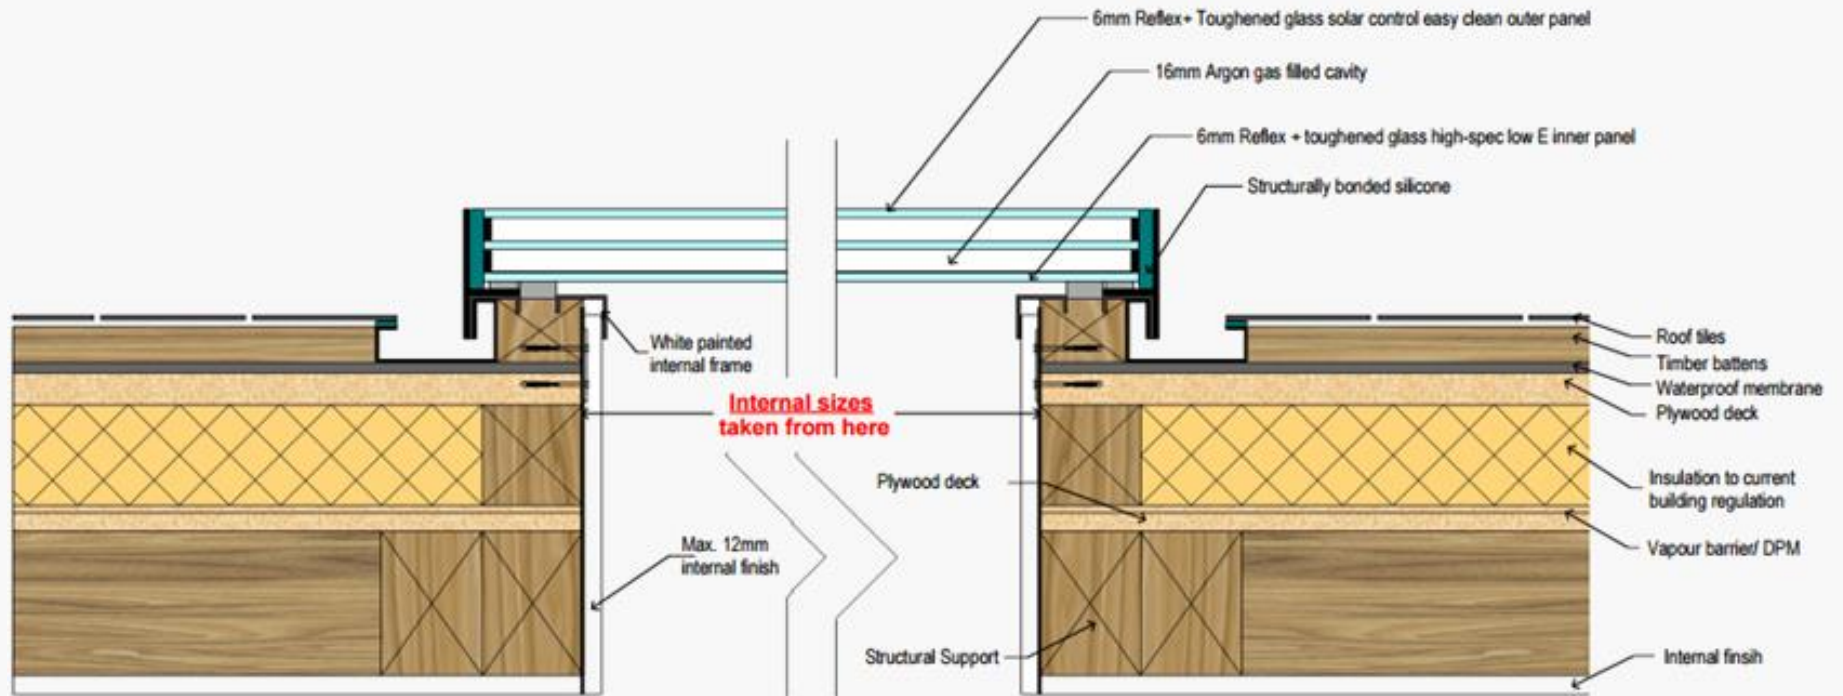 6mm Reflex+ Toughened glass solar control easy clean outer panel
16mm Argon gas filled cavity
6mm Reflex + toughened glass high-spec low E inner panel
Structurally bonded silicone
White painted
internal frame
Internal sizes
taken from here
Roof tiles
Timber battens
Waterproof membrane
Plywood deck
Plywood deck
Insulation to current
building regulation
Max. 12mm
internal finish
Vapour barrier/ DPM
Structural Support
Internal finsih